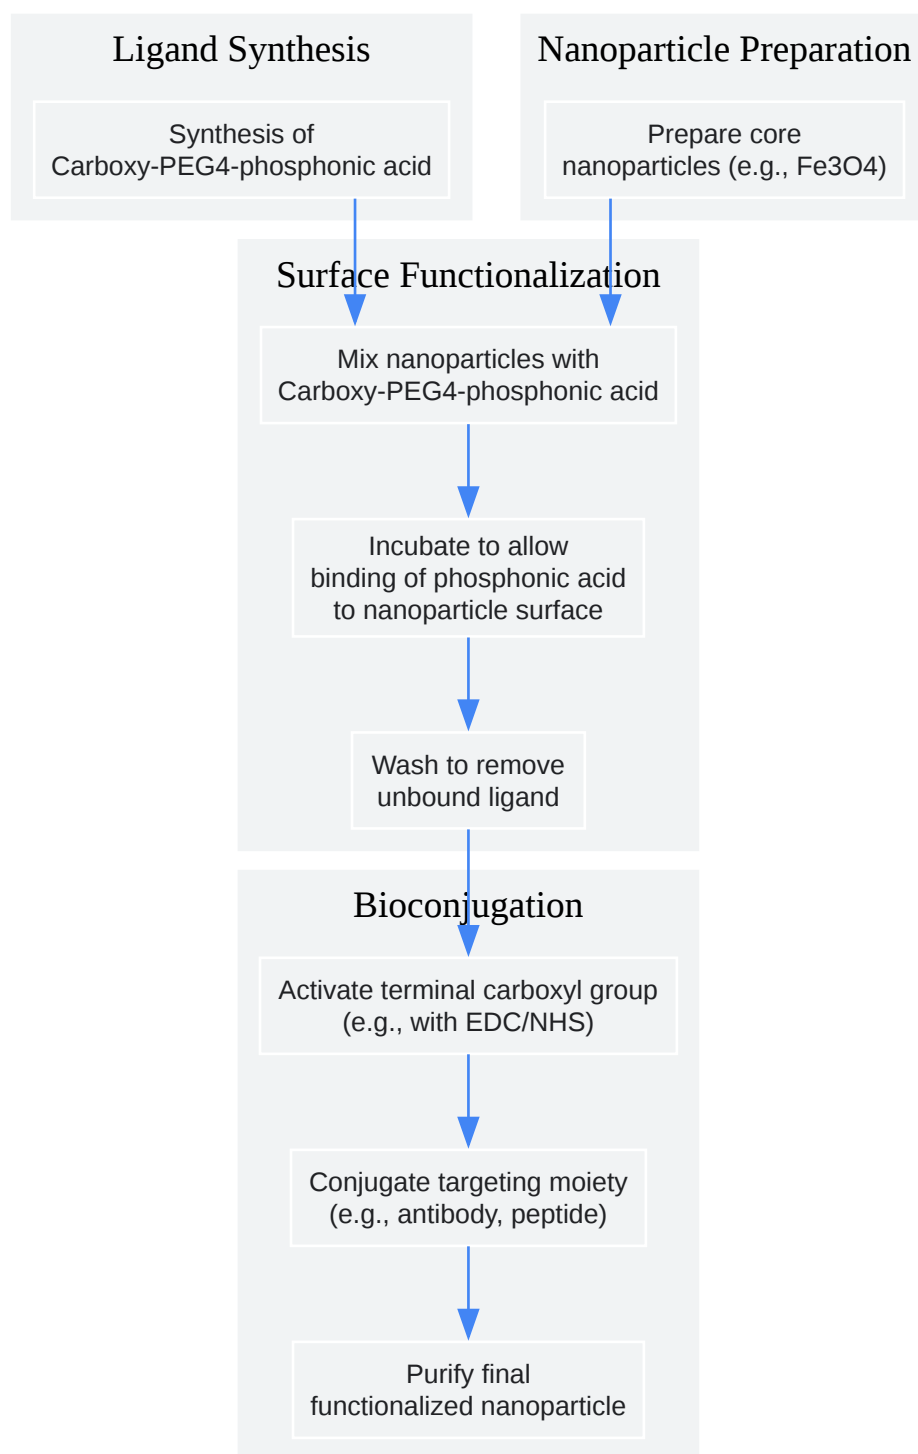 Ligand Synthesis
Synthesis of
Carboxy-PEG4-phosphonic acid
Nanoparticle Preparation
Prepare core
nanoparticles (e.g., Fe3O4)
Surface Functionalization
Mix nanoparticles with
Carboxy-PEG4-phosphonic acid
Incubate to allow
binding of phosphonic acid
to nanoparticle surface
Wash to remove
unbound ligand
Bioconjugation
Activate terminal carboxyl group
(e.g., with EDC/NHS)
Conjugate targeting moiety
(e.g., antibody, peptide)
Purify final
functionalized nanoparticle